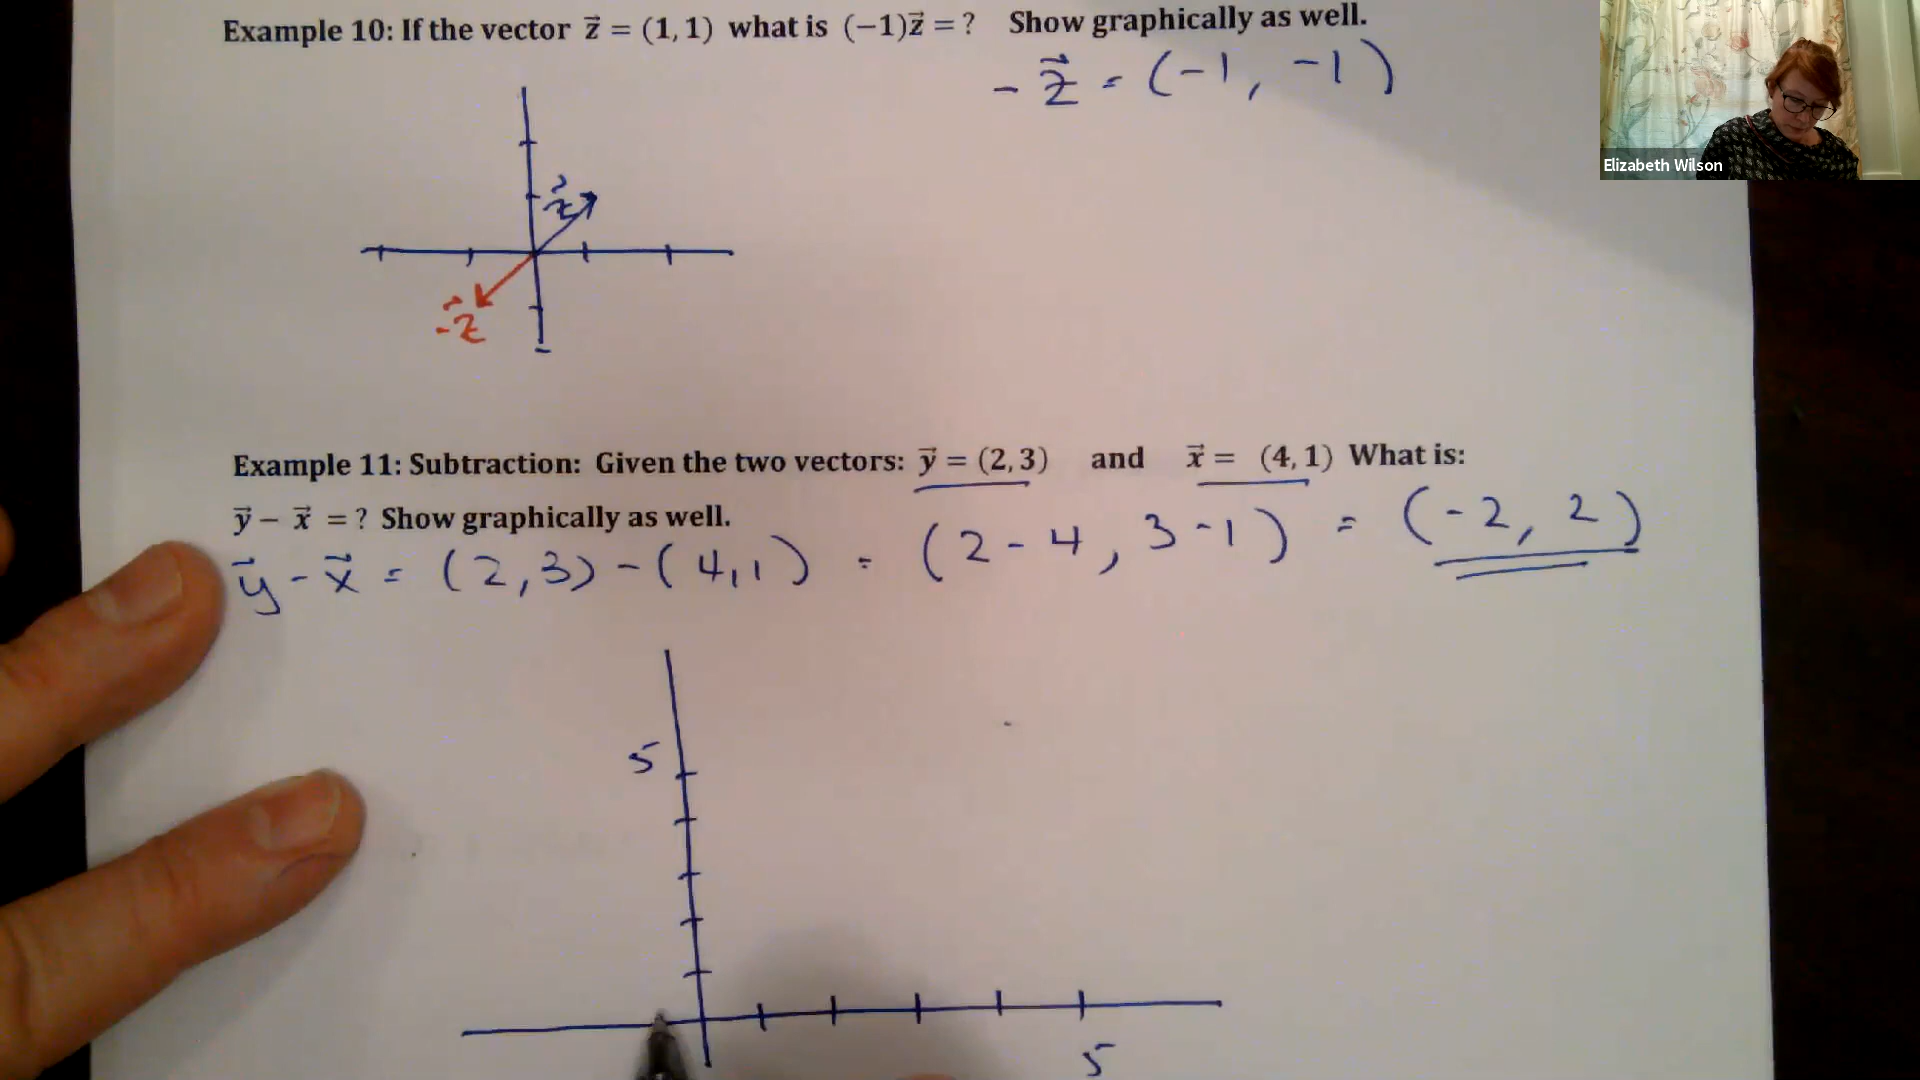 Example 10: If the vector z⃗ = (1, 1) what is (−1)z⃗ = ? Show graphically as well.
- z⃗ = (-1, -1)
Elizabeth Wilson
z⃗
-z⃗
Example 11: Subtraction: Given the two vectors: y⃗ = (2, 3) and x⃗ = (4, 1) What is:
y⃗ − x⃗ = ? Show graphically as well.
y⃗ - x⃗ = (2,3) - (4,1) = (2-4, 3-1) = (-2, 2)
5
5